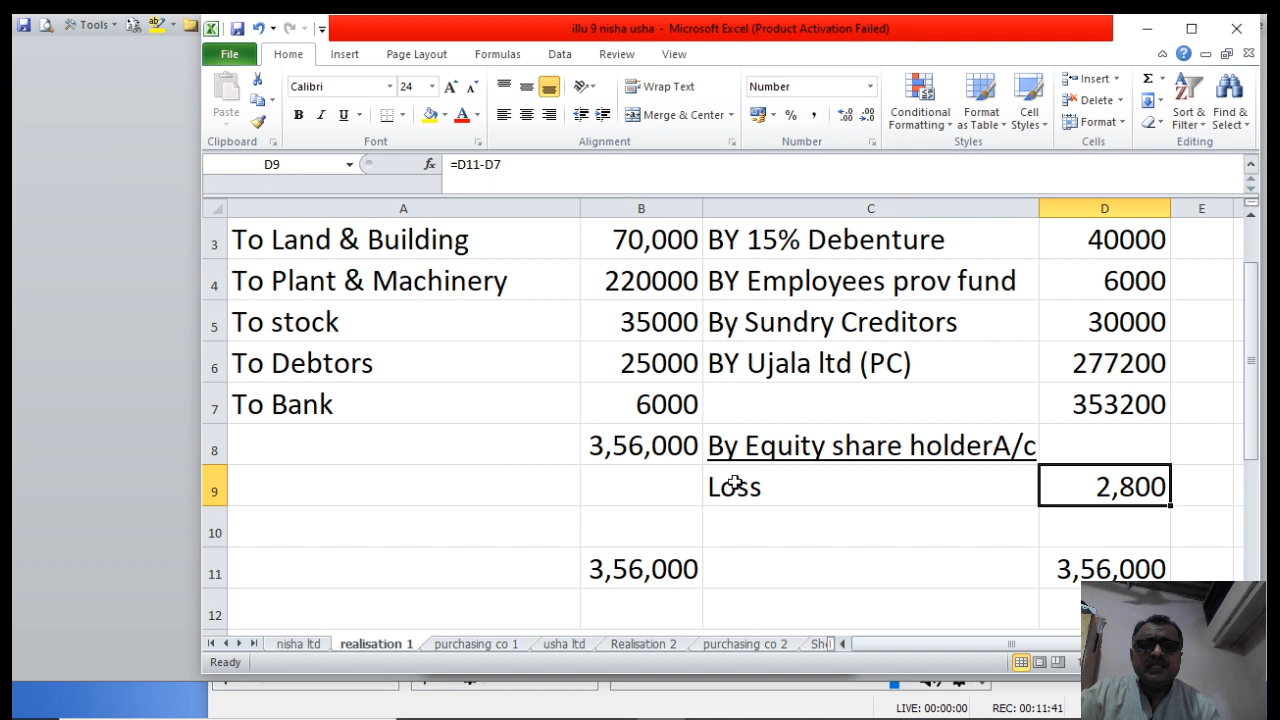 Tools
illu 9 nisha usha - Microsoft Excel (Product Activation Failed)
File Home Insert Page Layout Formulas Data Review View
Paste
Calibri 24
B I U
Wrap Text
Merge & Center
Number
Conditional Formatting
Format as Table
Cell Styles
Insert
Delete
Format
Sort & Filter
Find & Select
Clipboard Font Alignment Number Styles Cells Editing
D9 fx =D11-D7
A B C D E
3 To Land & Building 70,000 BY 15% Debenture 40000
4 To Plant & Machinery 220000 BY Employees prov fund 6000
5 To stock 35000 By Sundry Creditors 30000
6 To Debtors 25000 BY Ujala ltd (PC) 277200
7 To Bank 6000 353200
8 3,56,000 By Equity share holderA/c
9 Loss 2,800
10
11 3,56,000 3,56,000
12
nisha ltd realisation 1 purchasing co 1 usha ltd Realisation 2 purchasing co 2
Ready
LIVE: 00:00:00 REC: 00:11:41